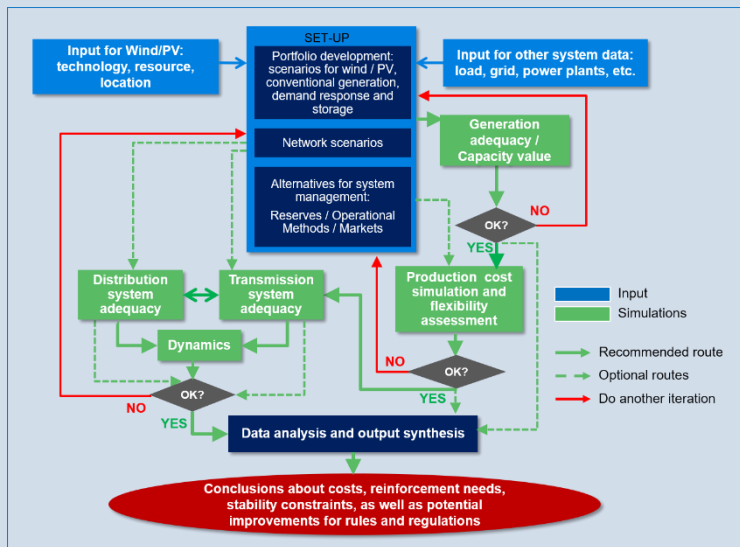 SET-UP
Input for Wind/PV:
technology, resource,
location
Portfolio development:
scenarios for wind / PV,
conventional generation,
demand response and
storage
Input for other system data:
load, grid, power plants, etc.
Network scenarios
Generation
adequacy /
Capacity value
Alternatives for system
management:
Reserves / Operational
Methods / Markets
OK?
NO
YES
Distribution
system
adequacy
Transmission
system
adequacy
Production cost
simulation and
flexibility
assessment
Input
Simulations
Dynamics
Recommended route
Optional routes
Do another iteration
NO
OK?
YES
OK?
NO
YES
Data analysis and output synthesis
Conclusions about costs, reinforcement needs,
stability constraints, as well as potential
improvements for rules and regulations